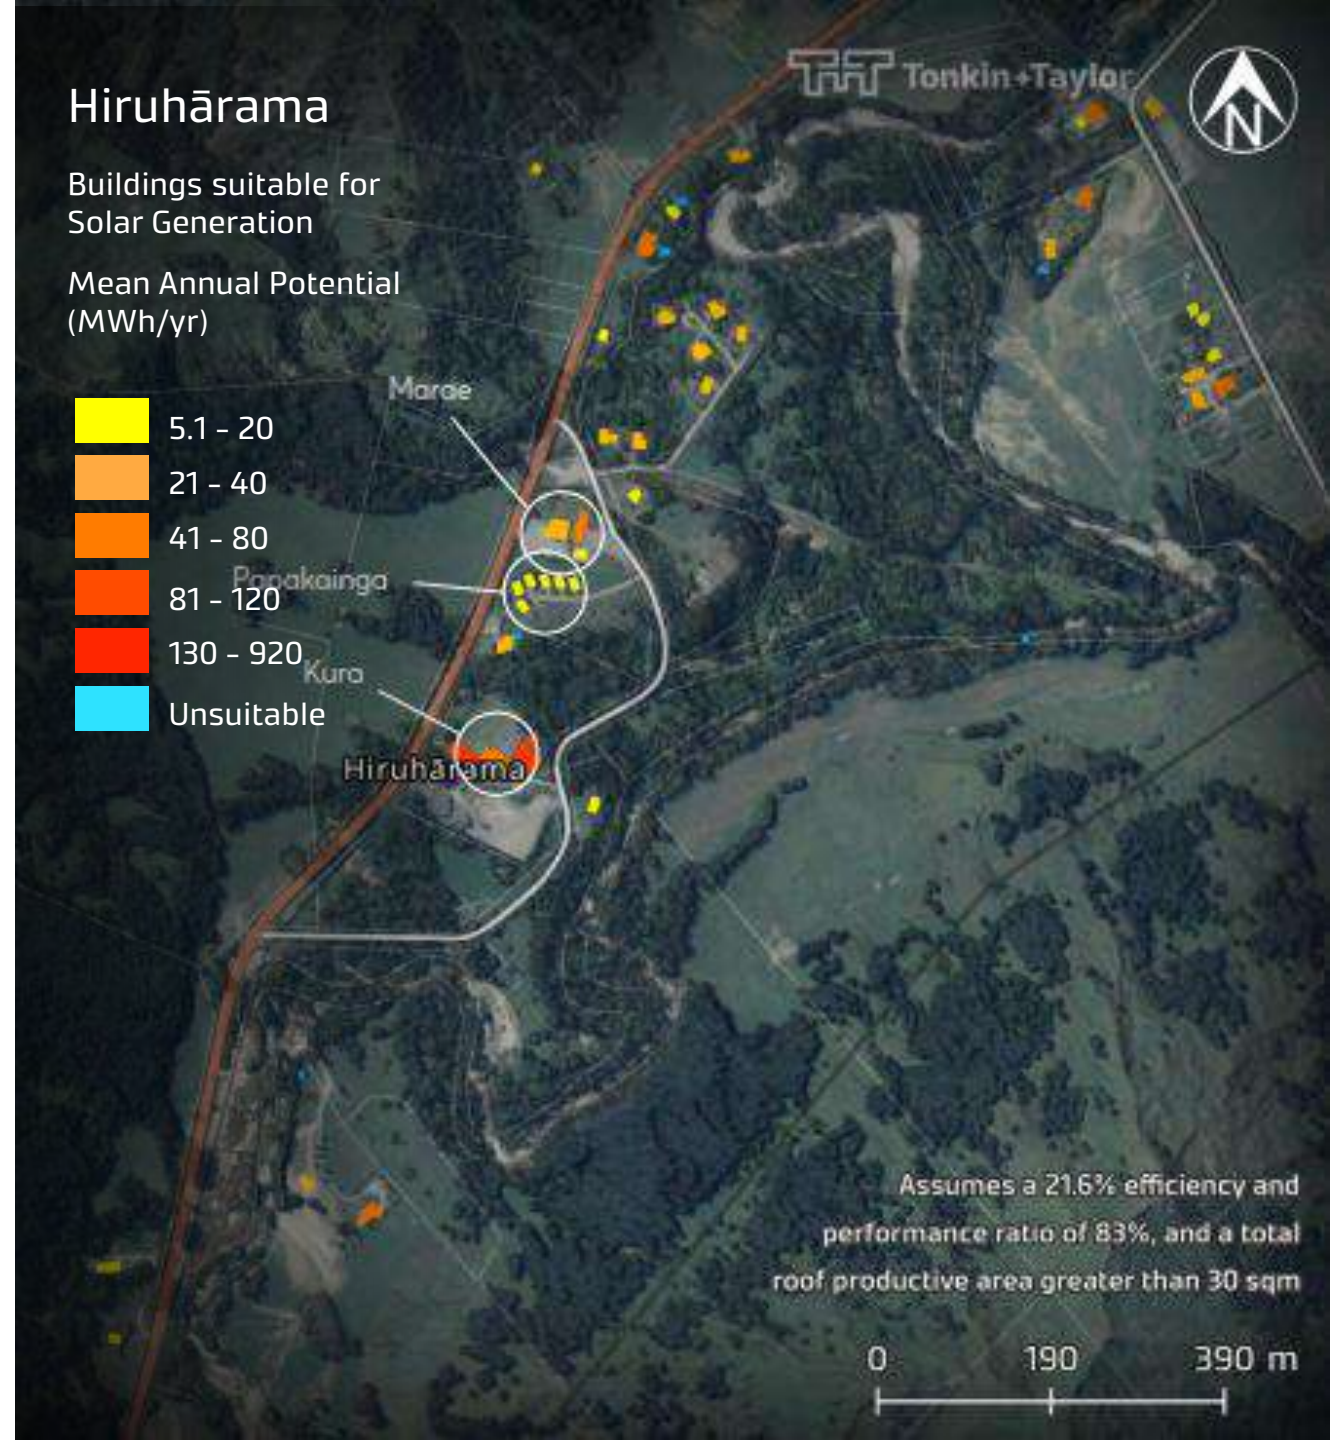 Tonkin+Taylor
N
Hiruhārama
Buildings suitable for
Solar Generation
Mean Annual Potential
(MWh/yr)
Marae
5.1 - 20
21 - 40
41 - 80
Papakainga
81 - 120
130 - 920
Kura
Unsuitable
Hiruhārama
Assumes a 21.6% efficiency and
performance ratio of 83%, and a total
roof productive area greater than 30 sqm
0 190 390 m